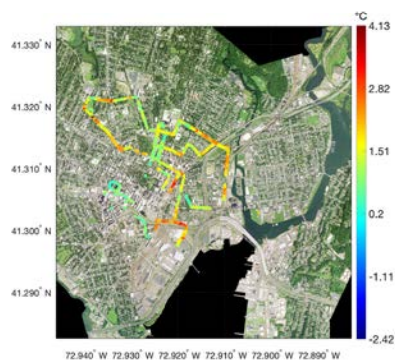 °C
41.333° N
4.13
41.320° N
2.82
1.51
41.310° N
0.2
41.300° N
-1.11
41.290° N
-2.42
72.940° W 72.930° W 72.920° W 72.910° W 72.900° W 72.890° W